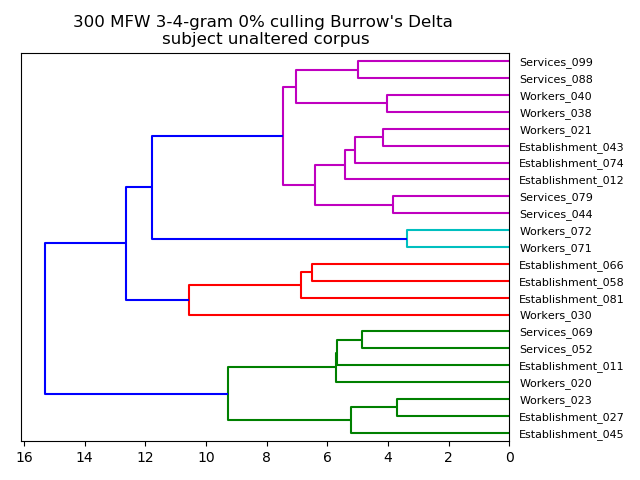 300 MFW 3-4-gram 0% culling Burrow's Delta
subject unaltered corpus
Services_099
Services_088
Workers_040
Workers_038
Workers_021
Establishment_043
Establishment_074
Establishment_012
Services_079
Services_044
Workers_072
Workers_071
Establishment_066
Establishment_058
Establishment_081
Workers_030
Services_069
Services_052
Establishment_011
Workers_020
Workers_023
Establishment_027
Establishment_045
16 14 12 10 8 6 4 2 0